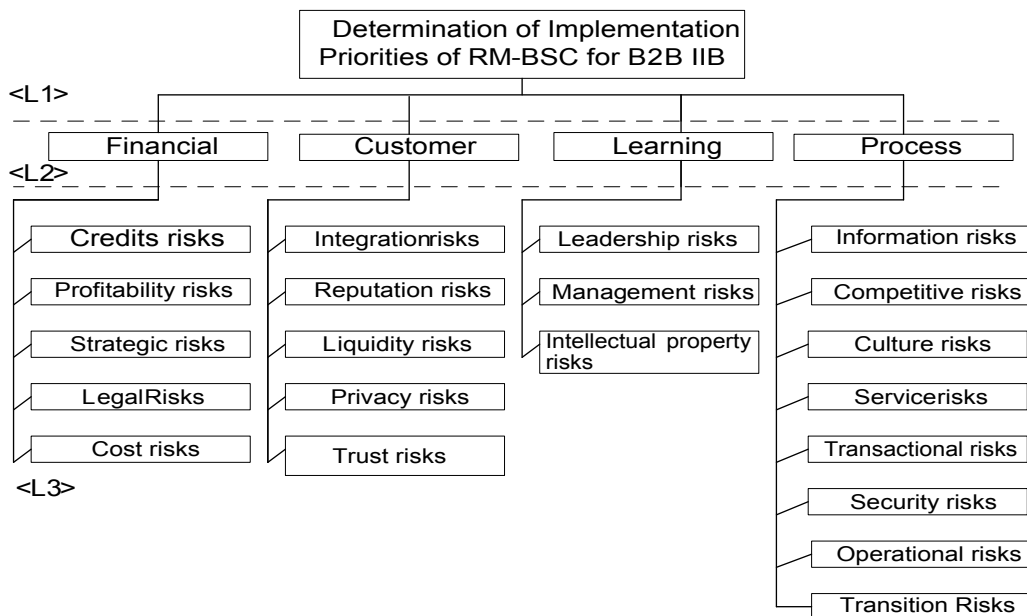 Determination of Implementation
Priorities of RM-BSC for B2B IIB
<L1>
Financial
Customer
Learning
Process
<L2>
Credits risks
Profitability risks
Strategic risks
LegalRisks
Cost risks
Integrationrisks
Reputation risks
Liquidity risks
Privacy risks
Trust risks
Leadership risks
Management risks
Intellectual property
risks
Information risks
Competitive risks
Culture risks
Servicerisks
Transactional risks
Security risks
Operational risks
Transition Risks
<L3>